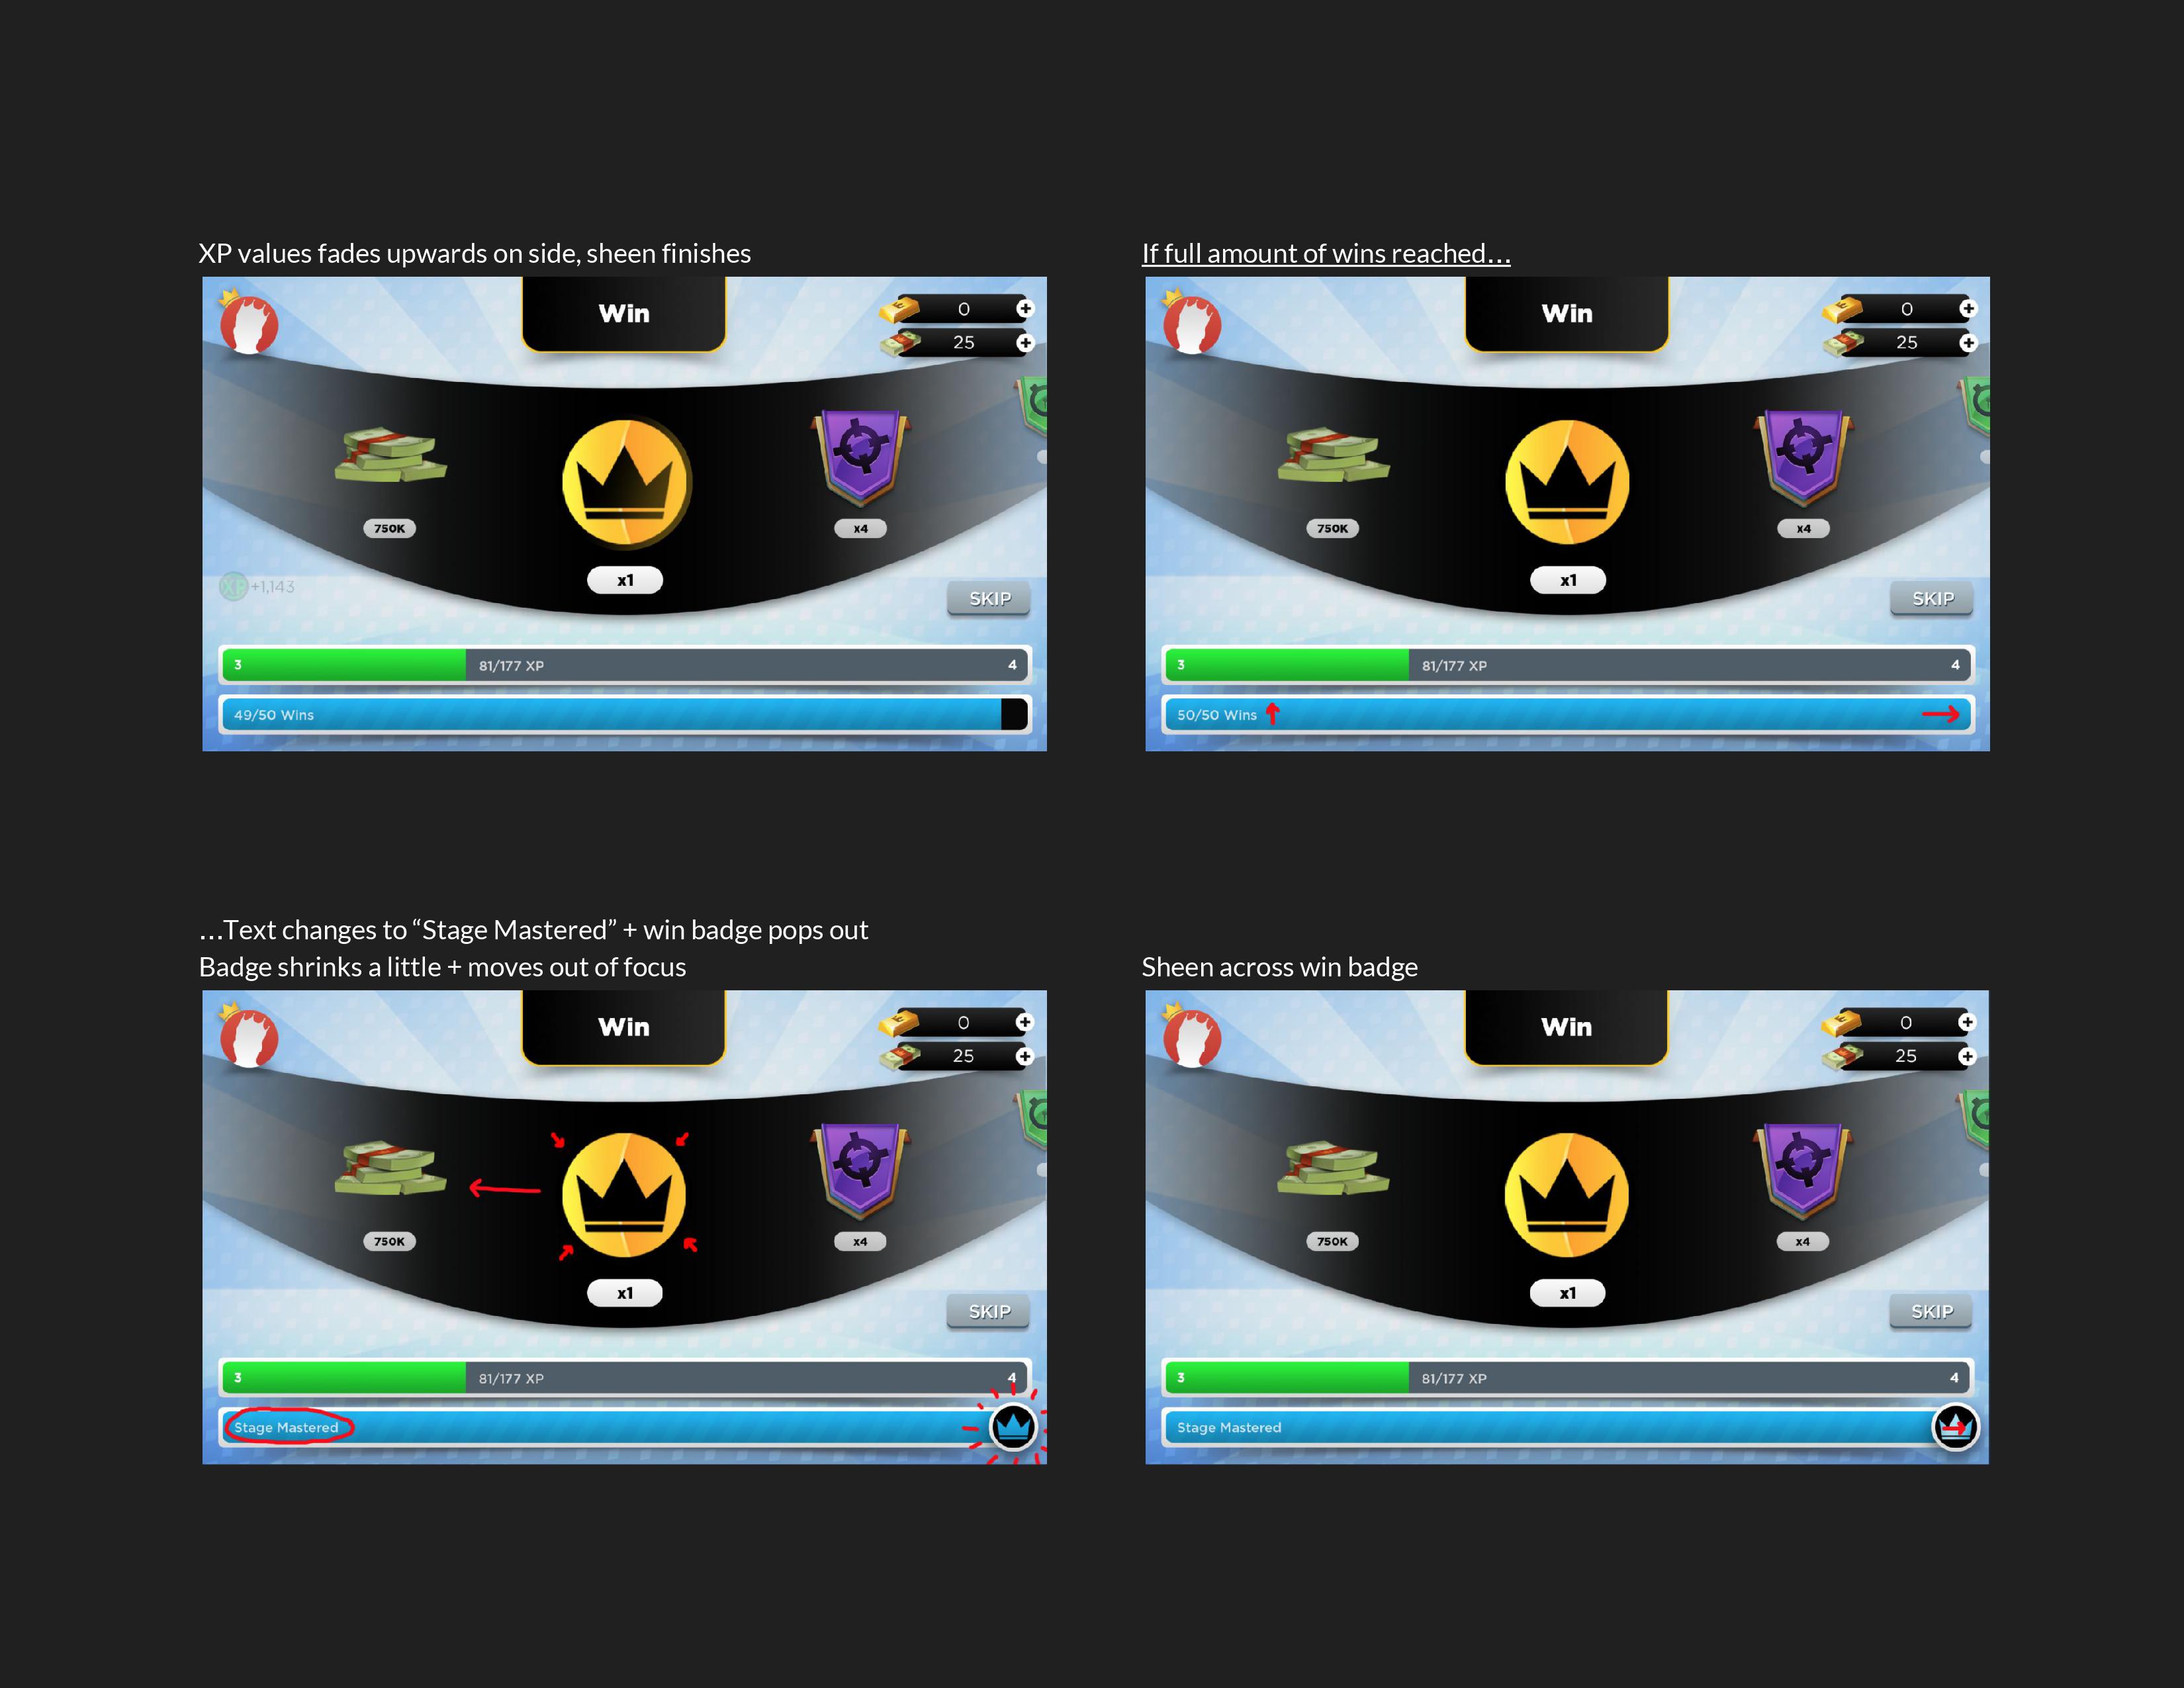 XP values fades upwards on side, sheen finishes
Win
0
25
750K
x1
x4
XP +1,143
SKIP
3 81/177 XP 4
49/50 Wins
If full amount of wins reached...
Win
0
25
750K
x1
x4
SKIP
3 81/177 XP 4
50/50 Wins
...Text changes to “Stage Mastered” + win badge pops out
Badge shrinks a little + moves out of focus
Win
0
25
750K
x1
x4
SKIP
3 81/177 XP 4
Stage Mastered
Sheen across win badge
Win
0
25
750K
x1
x4
SKIP
3 81/177 XP 4
Stage Mastered